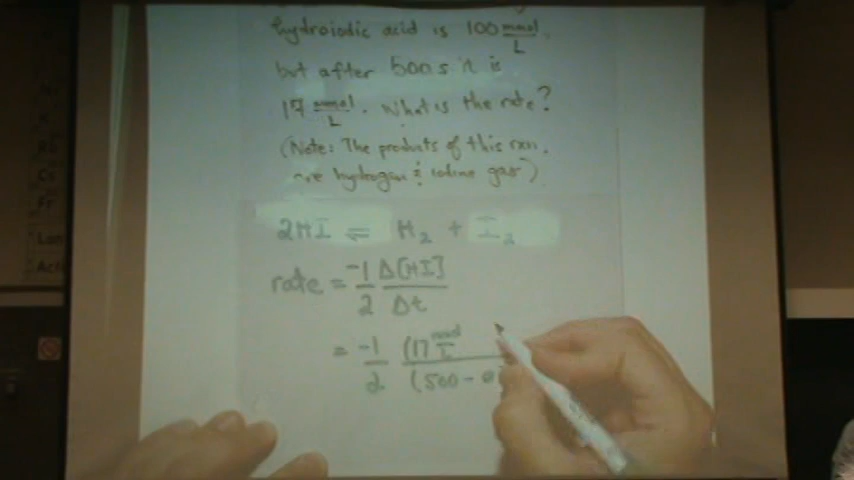 hydroiodic acid is 100 mmol/L,
but after 500 s it is
17 mmol/L. What is the rate?
(Note: The products of this rxn.
are hydrogen & iodine gas)
2HI ⇌ H₂ + I₂
rate = -1/2 Δ[HI]/Δt
= -1/2 (17 mmol/L / (500 - 0